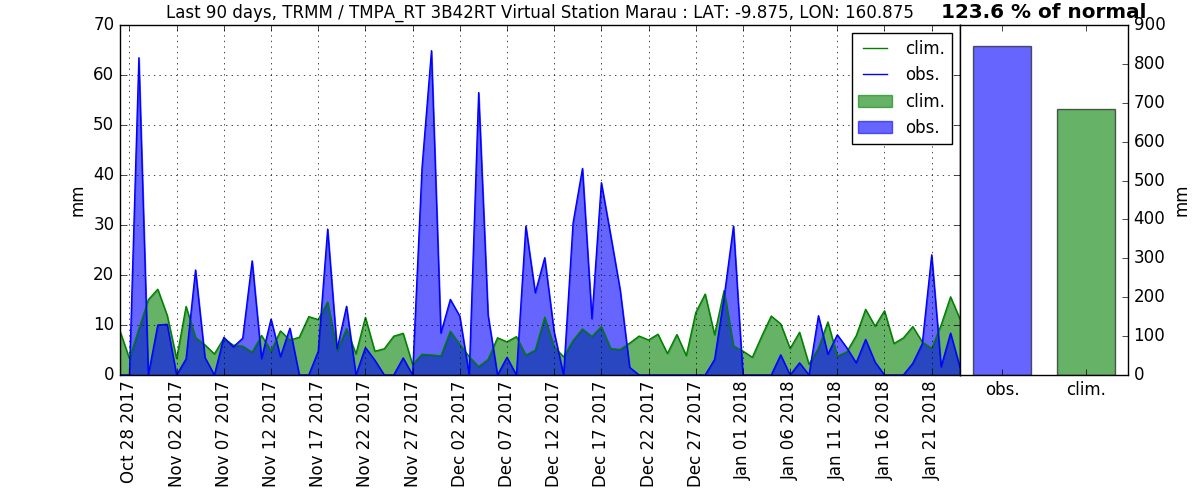 Last 90 days, TRMM / TMPA_RT 3B42RT Virtual Station Marau : LAT: -9.875, LON: 160.875
123.6 % of normal
70
60
50
40
30
20
10
0
mm
clim.
obs.
clim.
obs.
900
800
700
600
500
400
300
200
100
0
mm
obs.
clim.
Oct 28 2017
Nov 02 2017
Nov 07 2017
Nov 12 2017
Nov 17 2017
Nov 22 2017
Nov 27 2017
Dec 02 2017
Dec 07 2017
Dec 12 2017
Dec 17 2017
Dec 22 2017
Dec 27 2017
Jan 01 2018
Jan 06 2018
Jan 11 2018
Jan 16 2018
Jan 21 2018